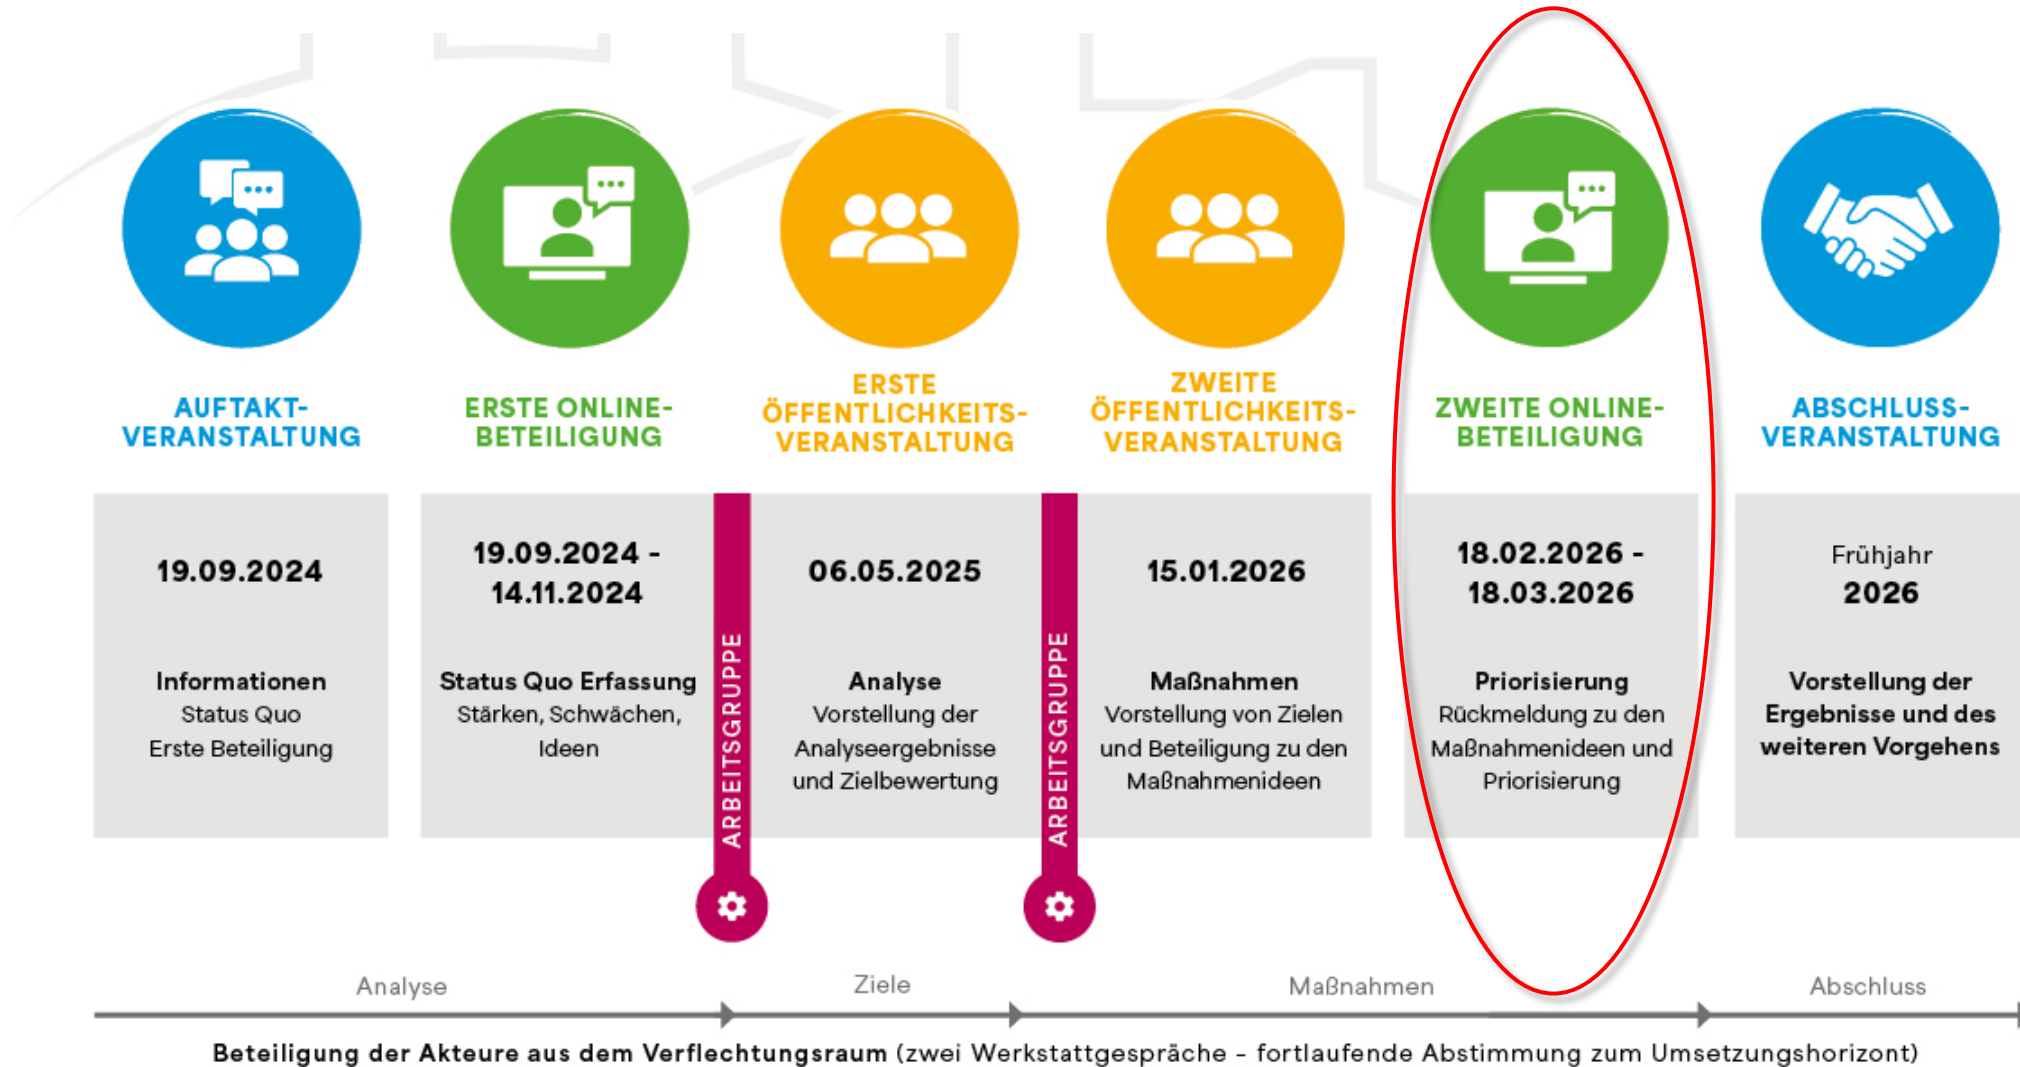 AUFTAKT-
VERANSTALTUNG
19.09.2024
Informationen
Status Quo
Erste Beteiligung
ERSTE ONLINE-
BETEILIGUNG
19.09.2024 -
14.11.2024
Status Quo Erfassung
Stärken, Schwächen,
Ideen
ARBEITSGRUPPE
ERSTE
ÖFFENTLICHKEITS-
VERANSTALTUNG
06.05.2025
Analyse
Vorstellung der
Analyseergebnisse
und Zielbewertung
ARBEITSGRUPPE
ZWEITE
ÖFFENTLICHKEITS-
VERANSTALTUNG
15.01.2026
Maßnahmen
Vorstellung von Zielen
und Beteiligung zu den
Maßnahmenideen
ZWEITE ONLINE-
BETEILIGUNG
18.02.2026 -
18.03.2026
Priorisierung
Rückmeldung zu den
Maßnahmenideen und
Priorisierung
ABSCHLUSS-
VERANSTALTUNG
Frühjahr
2026
Vorstellung der
Ergebnisse und des
weiteren Vorgehens
Analyse
Ziele
Maßnahmen
Abschluss
Beteiligung der Akteure aus dem Verflechtungsraum (zwei Werkstattgespräche - fortlaufende Abstimmung zum Umsetzungshorizont)